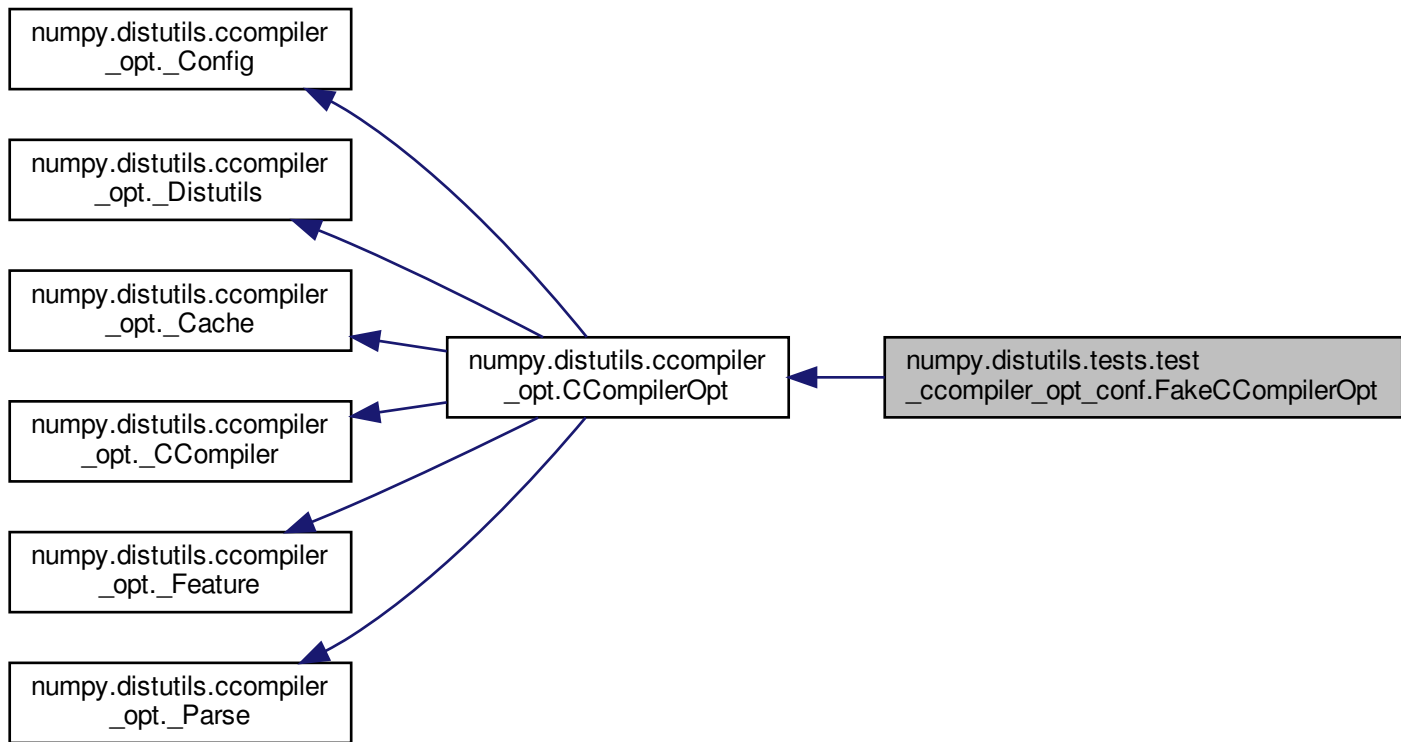 numpy.distutils.ccompiler
_opt._Config
numpy.distutils.ccompiler
_opt._Distutils
numpy.distutils.ccompiler
_opt._Cache
numpy.distutils.ccompiler
_opt._CCompiler
numpy.distutils.ccompiler
_opt._Feature
numpy.distutils.ccompiler
_opt._Parse
numpy.distutils.ccompiler
_opt.CCompilerOpt
numpy.distutils.tests.test
_ccompiler_opt_conf.FakeCCompilerOpt